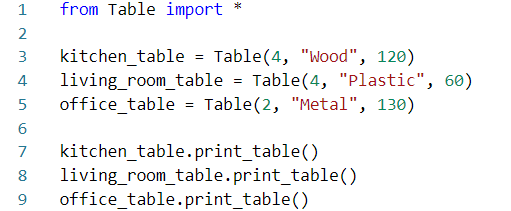 1 from Table import *
2
3 kitchen_table = Table(4, "Wood", 120)
4 living_room_table = Table(4, "Plastic", 60)
5 office_table = Table(2, "Metal", 130)
6
7 kitchen_table.print_table()
8 living_room_table.print_table()
9 office_table.print_table()